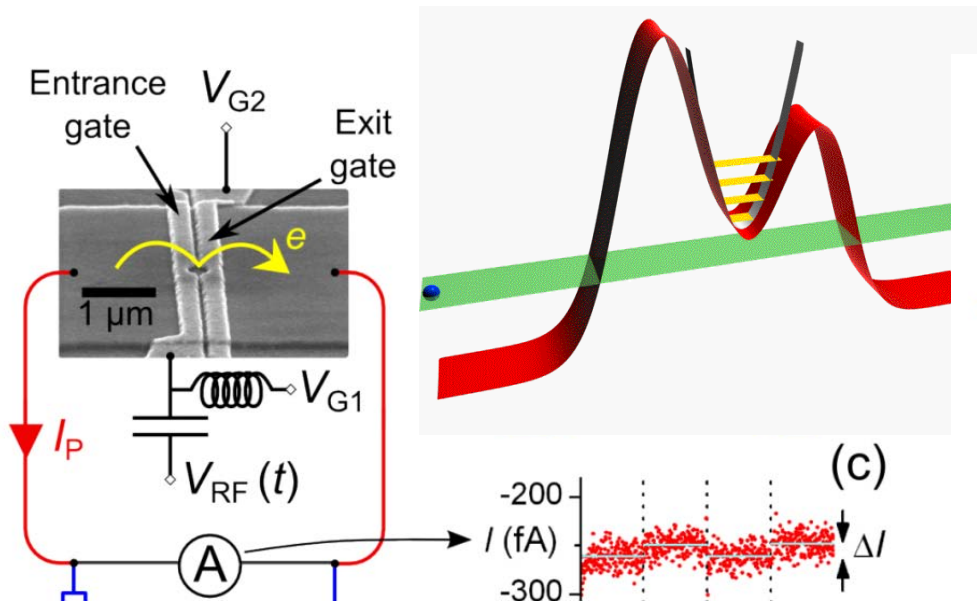 Entrance
gate
V_G2
Exit
gate
e
1 μm
V_G1
I_P
V_RF (t)
A
(c)
-200
I (fA)
ΔI
-300